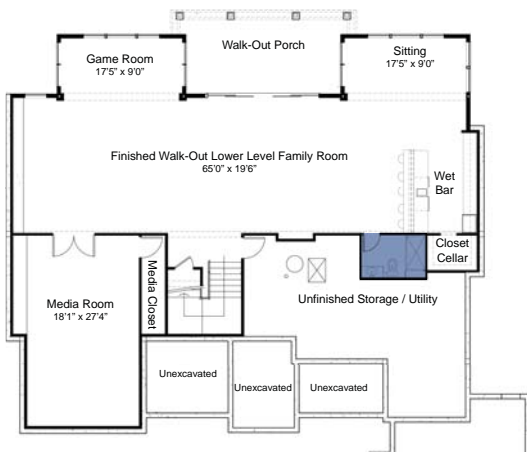 Game Room
17'5" x 9'0"
Walk-Out Porch
Sitting
17'5" x 9'0"
Finished Walk-Out Lower Level Family Room
65'0" x 19'6"
Wet
Bar
Closet
Cellar
Media Room
18'1" x 27'4"
Media Closet
Unfinished Storage / Utility
Unexcavated
Unexcavated
Unexcavated